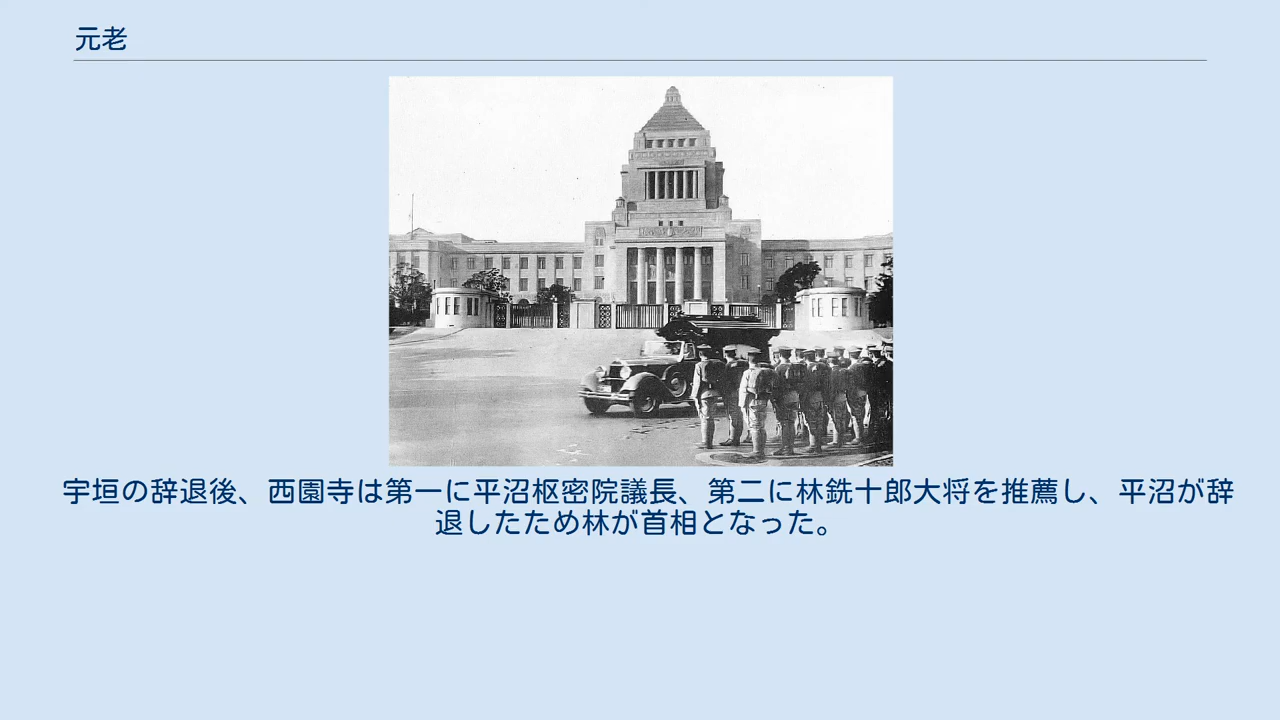 元老
宇垣の辞退後、西園寺は第一に平沼枢密院議長、第二に林銑十郎大将を推薦し、平沼が辞
退したため林が首相となった。